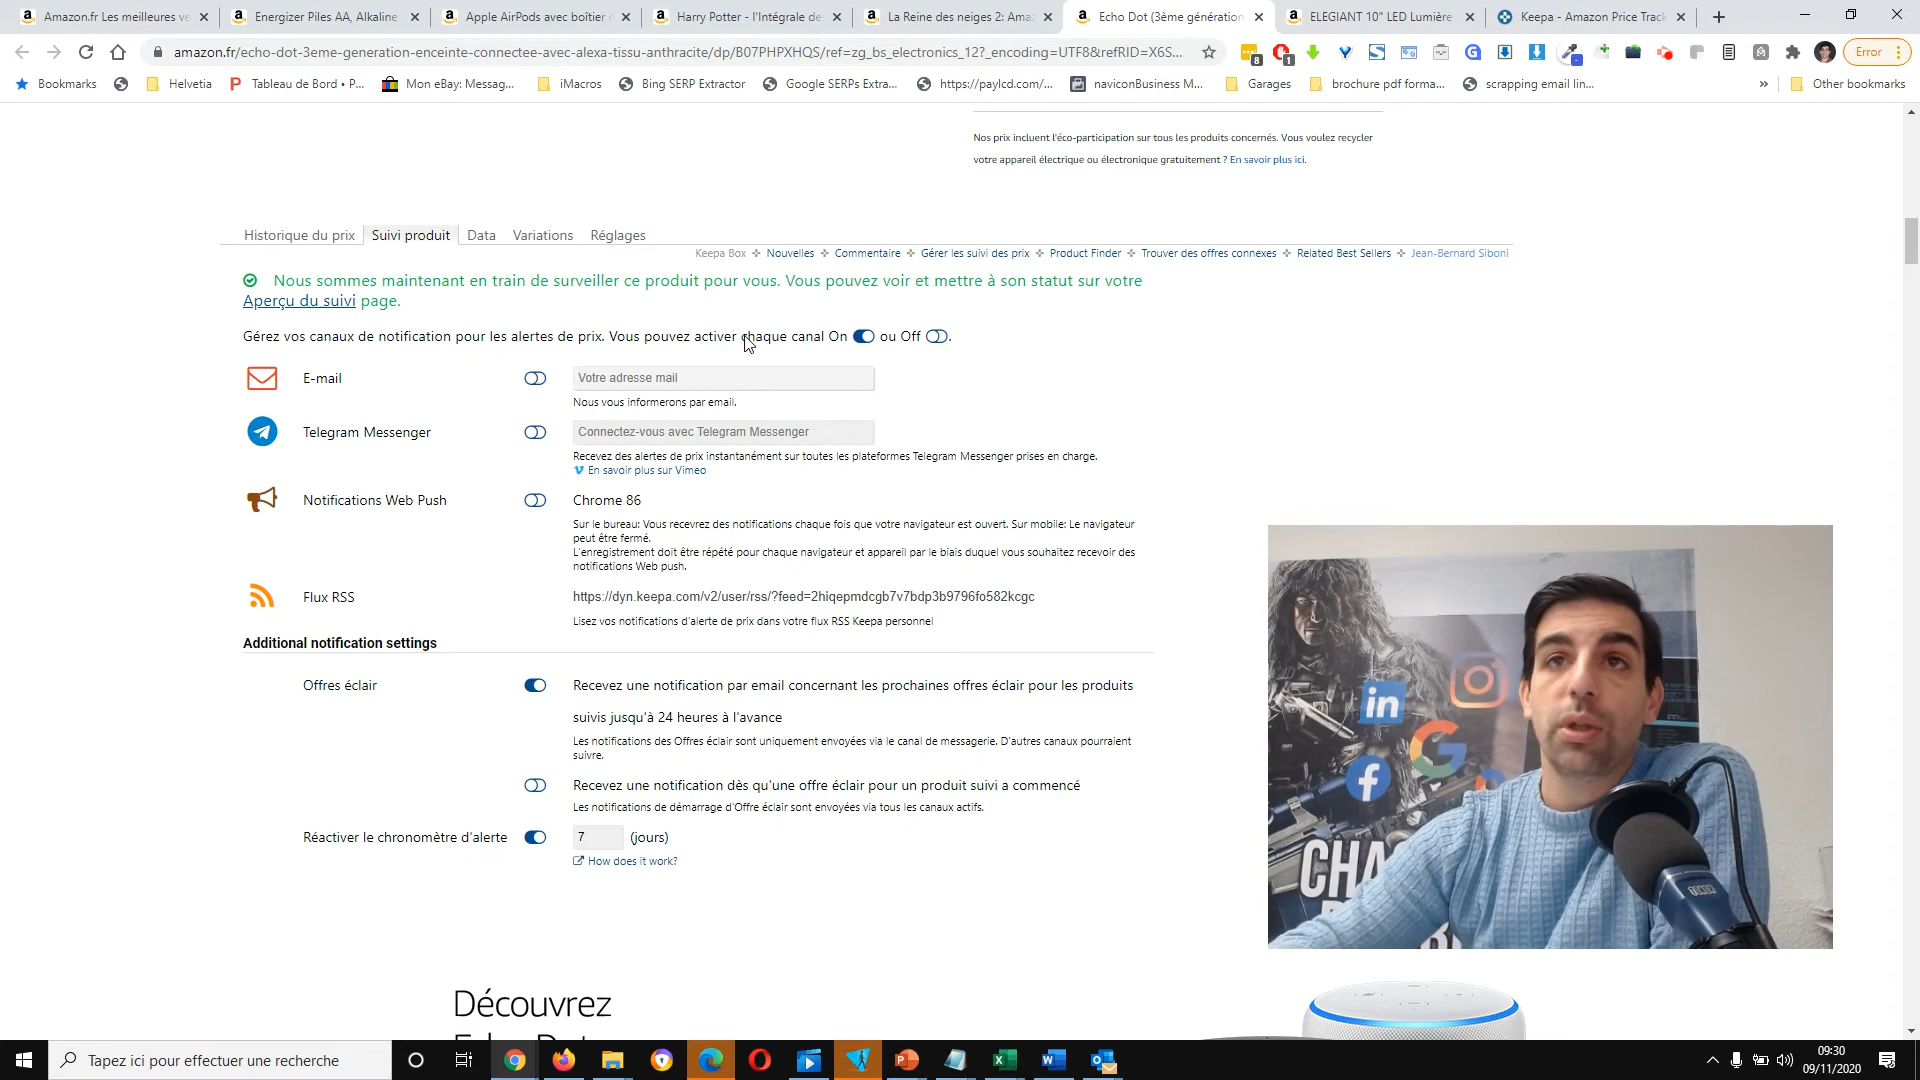 Amazon.fr Les meilleures ve
Energizer Piles AA, Alkaline
Apple AirPods avec boîtier c
Harry Potter - l'Intégrale de
La Reine des neiges 2: Ama
Echo Dot (3ème génération
ELEGIANT 10" LED Lumière
Keepa - Amazon Price Track
amazon.fr/echo-dot-3eme-generation-enceinte-connectee-avec-alexa-tissu-anthracite/dp/B07PHPXHQS/ref=zg_bs_electronics_12?_encoding=UTF8&refRID=X6S...
8
1
Error
Bookmarks
Helvetia
Tableau de Bord • P...
Mon eBay: Messag...
iMacros
Bing SERP Extractor
Google SERPs Extra...
https://paylcd.com/...
naviconBusiness M...
Garages
brochure pdf forma...
scrapping email lin...
»
Other bookmarks
Nos prix incluent l'éco-participation sur tous les produits concernés. Vous voulez recycler
votre appareil électrique ou électronique gratuitement ? En savoir plus ici.
Historique du prix
Suivi produit
Data
Variations
Réglages
Keepa Box
Nouvelles
Commentaire
Gérer les suivi des prix
Product Finder
Trouver des offres connexes
Related Best Sellers
Jean-Bernard Siboni
Nous sommes maintenant en train de surveiller ce produit pour vous. Vous pouvez voir et mettre à son statut sur votre
Aperçu du suivi page.
Gérez vos canaux de notification pour les alertes de prix. Vous pouvez activer chaque canal On ou Off .
E-mail
Votre adresse mail
Nous vous informerons par email.
Telegram Messenger
Connectez-vous avec Telegram Messenger
Recevez des alertes de prix instantanément sur toutes les plateformes Telegram Messenger prises en charge.
En savoir plus sur Vimeo
Notifications Web Push
Chrome 86
Sur le bureau: Vous recevrez des notifications chaque fois que votre navigateur est ouvert. Sur mobile: Le navigateur
peut être fermé.
L'enregistrement doit être répété pour chaque navigateur et appareil par le biais duquel vous souhaitez recevoir des
notifications Web push.
Flux RSS
https://dyn.keepa.com/v2/user/rss/?feed=2hiqepmdcgb7v7bdp3b9796fo582kcgc
Lisez vos notifications d'alerte de prix dans votre flux RSS Keepa personnel
Additional notification settings
Offres éclair
Recevez une notification par email concernant les prochaines offres éclair pour les produits
suivis jusqu'à 24 heures à l'avance
Les notifications des Offres éclair sont uniquement envoyées via le canal de messagerie. D'autres canaux pourraient
suivre.
Recevez une notification dès qu'une offre éclair pour un produit suivi a commencé
Les notifications de démarrage d'Offre éclair sont envoyées via tous les canaux actifs.
Réactiver le chronomètre d'alerte
7
(jours)
How does it work?
Découvrez
Tapez ici pour effectuer une recherche
09:30
09/11/2020